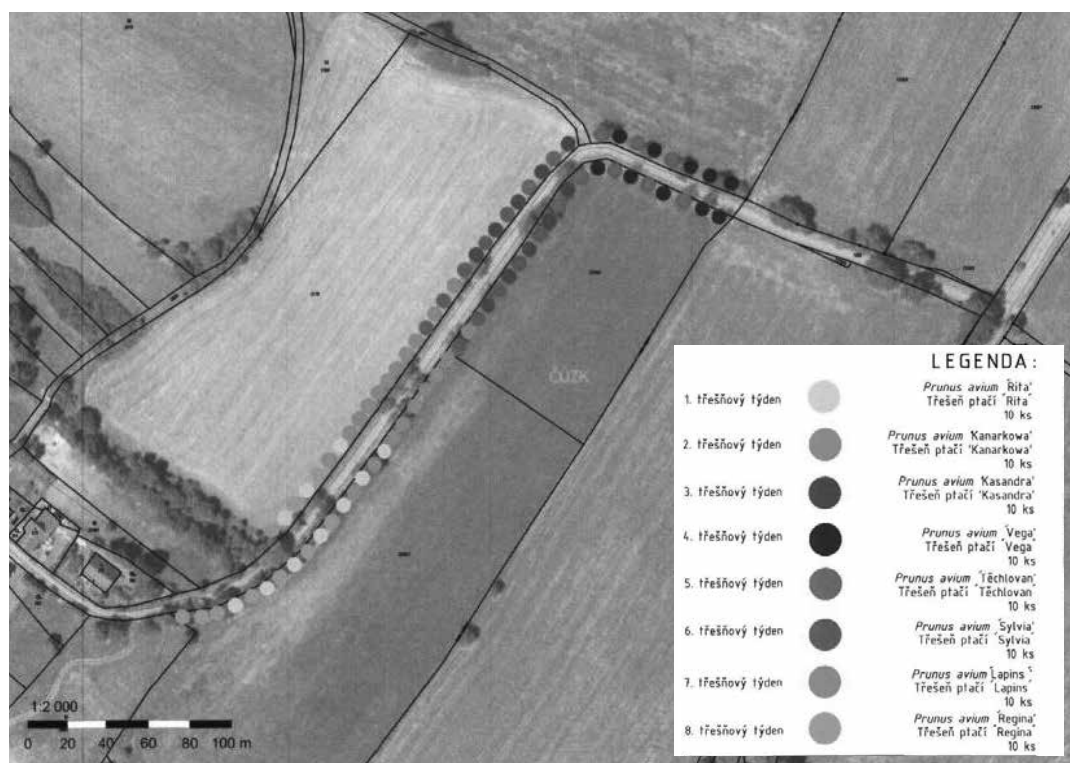 ČÚZK
LEGENDA:
1. třešňový týden
Prunus avium 'Rita'
Třešeň ptačí 'Rita'
10 ks
2. třešňový týden
Prunus avium 'Kanarkowa'
Třešeň ptačí 'Kanarkowa'
10 ks
3. třešňový týden
Prunus avium 'Kasandra'
Třešeň ptačí 'Kasandra'
10 ks
4. třešňový týden
Prunus avium 'Vega'
Třešeň ptačí 'Vega'
10 ks
5. třešňový týden
Prunus avium 'Těchlovan'
Třešeň ptačí 'Těchlovan'
10 ks
6. třešňový týden
Prunus avium 'Sylvia'
Třešeň ptačí 'Sylvia'
10 ks
7. třešňový týden
Prunus avium 'Lapins'
Třešeň ptačí 'Lapins'
10 ks
8. třešňový týden
Prunus avium 'Regina'
Třešeň ptačí 'Regina'
10 ks
1:2 000
0 20 40 60 80 100 m